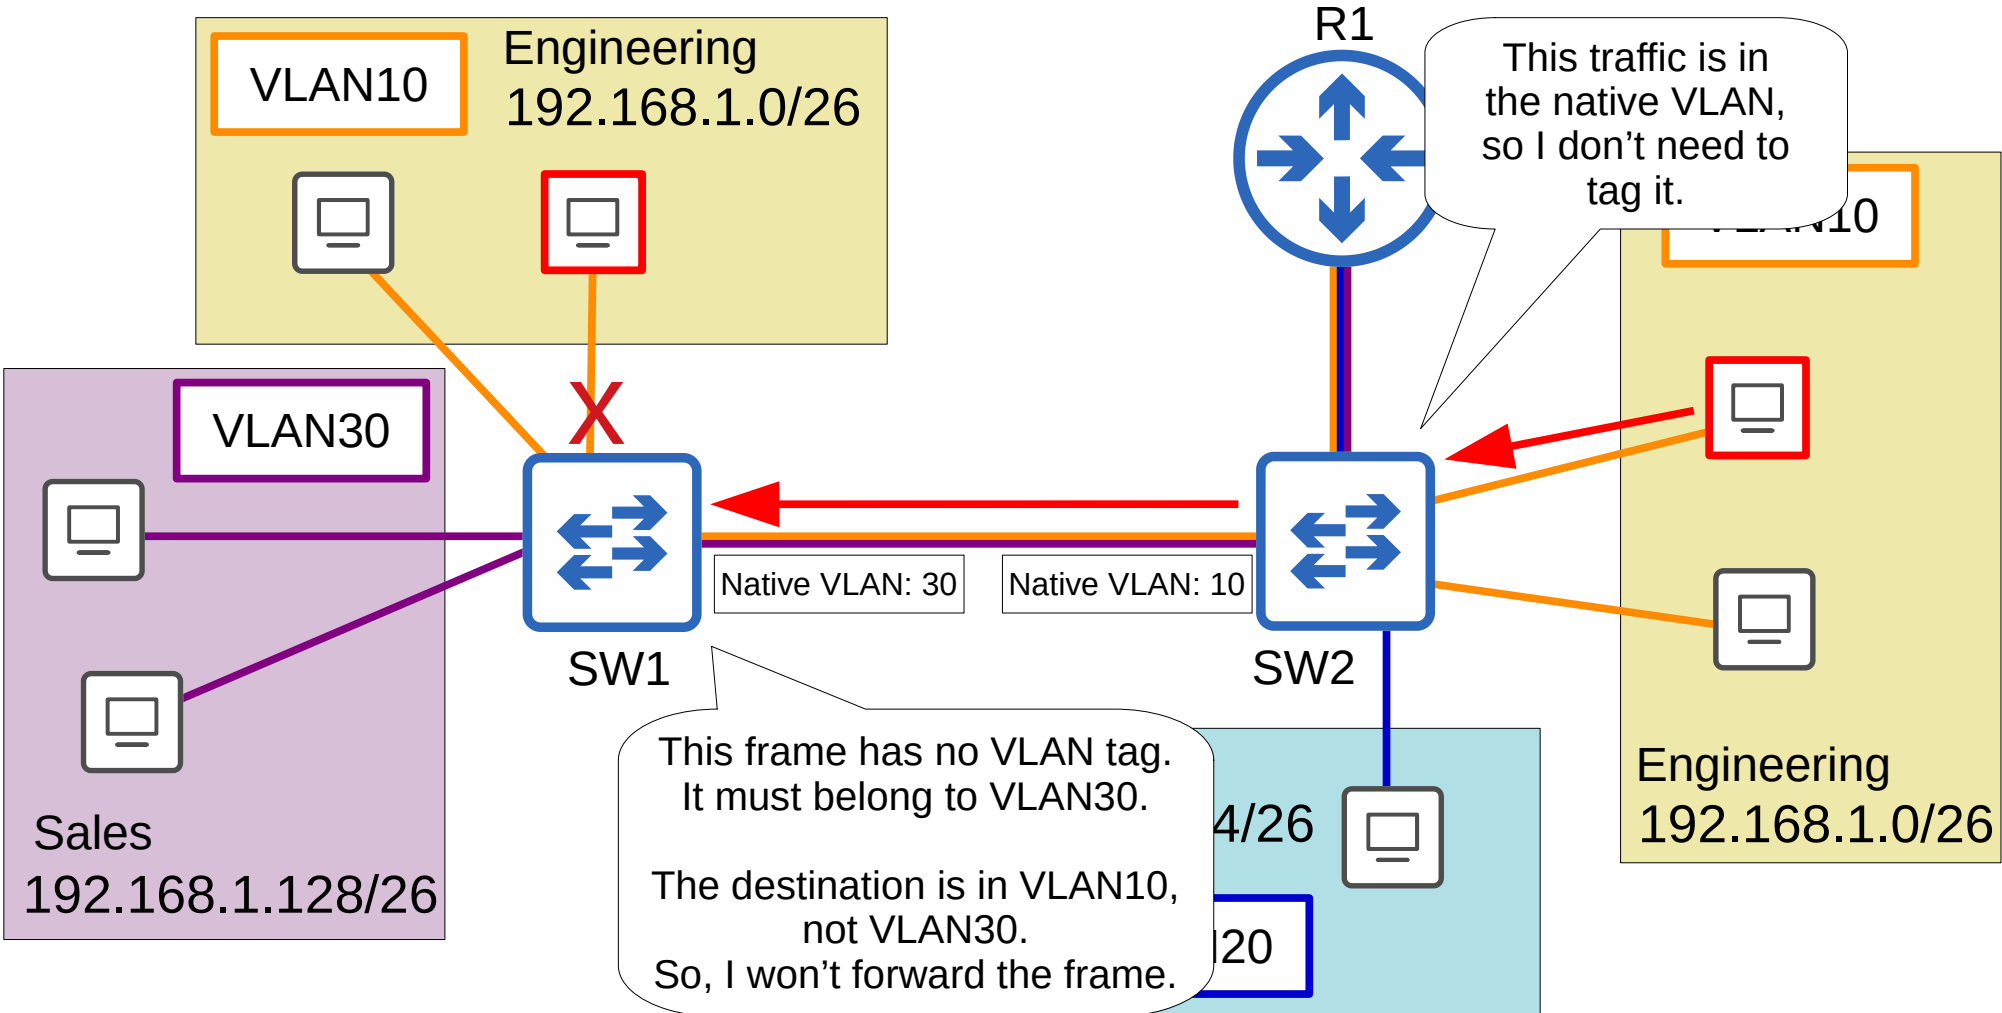 R1
This traffic is in
the native VLAN,
so I don't need to
tag it.
Engineering
192.168.1.0/26
VLAN10
VLAN10
VLAN30
Native VLAN: 30
Native VLAN: 10
SW1
SW2
This frame has no VLAN tag.
It must belong to VLAN30.
The destination is in VLAN10,
not VLAN30.
So, I won't forward the frame.
Sales
192.168.1.128/26
4/26
20
Engineering
192.168.1.0/26